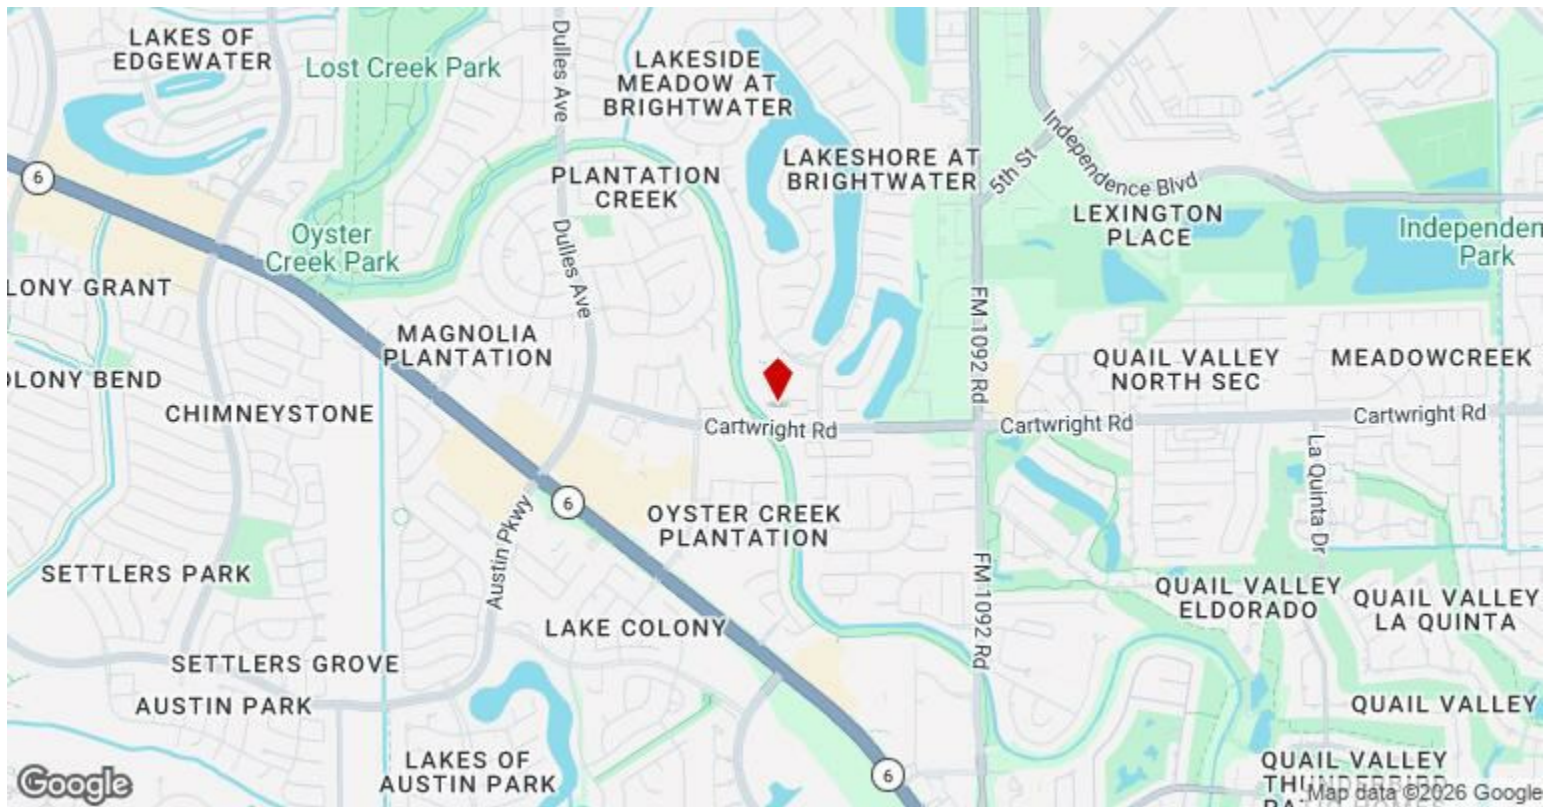 LAKES OF
EDGEWATER
Lost Creek Park
Dulles Ave
LAKESIDE
MEADOW AT
BRIGHTWATER
Independence Blvd
6
PLANTATION
CREEK
LAKESHORE AT
BRIGHTWATER
5th St
LEXINGTON
PLACE
Independen
Park
Oyster
Creek Park
Dulles Ave
LONY GRANT
FM 1092 Rd
MAGNOLIA
PLANTATION
QUAIL VALLEY
NORTH SEC
MEADOWCREEK
OLONY BEND
CHIMNEYSTONE
Cartwright Rd
Cartwright Rd
Cartwright Rd
La Quinta Dr
6
Austin Pkwy
OYSTER CREEK
PLANTATION
SETTLERS PARK
FM 1092 Rd
QUAIL VALLEY
ELDORADO
QUAIL VALLEY
LA QUINTA
LAKE COLONY
SETTLERS GROVE
AUSTIN PARK
QUAIL VALLEY
LAKES OF
AUSTIN PARK
6
QUAIL VALLEY
Google
Map data ©2026 Google